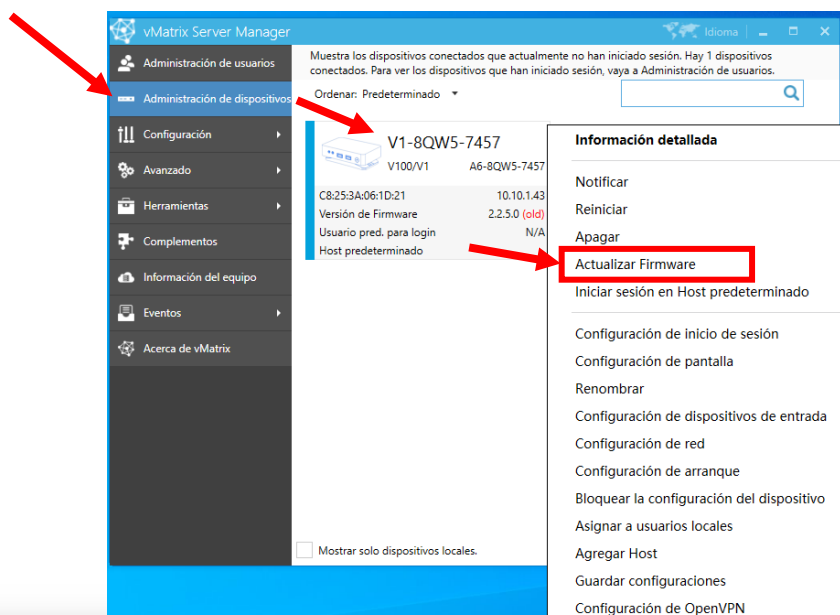 vMatrix Server Manager
Idioma
Administración de usuarios
Administración de dispositivos
Configuración
Avanzado
Herramientas
Complementos
Información del equipo
Eventos
Acerca de vMatrix
Muestra los dispositivos conectados que actualmente no han iniciado sesión. Hay 1 dispositivos
conectados. Para ver los dispositivos que han iniciado sesión, vaya a Administración de usuarios.
Ordenar: Predeterminado
V1-8QW5-7457
V100/V1 A6-8QW5-7457
C8:25:3A:06:1D:21 10.10.1.43
Versión de Firmware 2.2.5.0 (old)
Usuario pred. para login N/A
Host predeterminado
Mostrar solo dispositivos locales.
Información detallada
Notificar
Reiniciar
Apagar
Actualizar Firmware
Iniciar sesión en Host predeterminado
Configuración de inicio de sesión
Configuración de pantalla
Renombrar
Configuración de dispositivos de entrada
Configuración de red
Configuración de arranque
Bloquear la configuración del dispositivo
Asignar a usuarios locales
Agregar Host
Guardar configuraciones
Configuración de OpenVPN